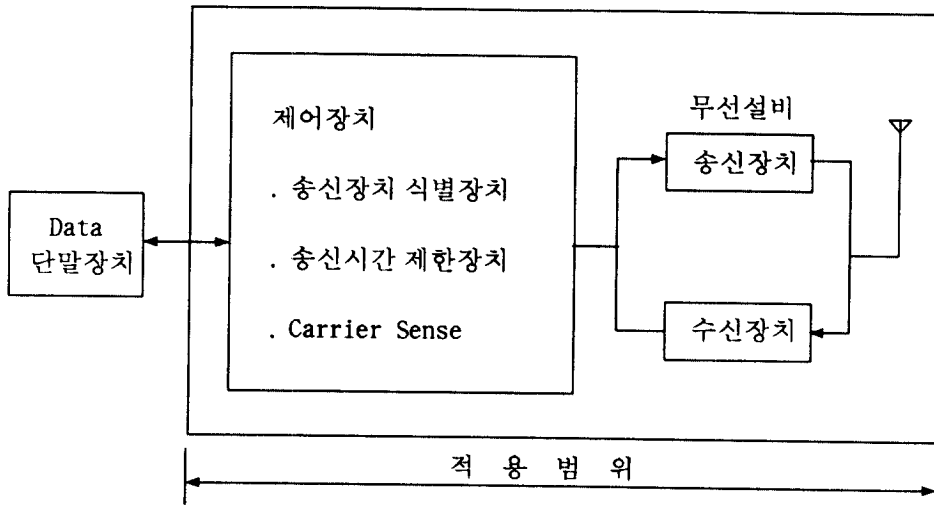 Data
단말장치
제어장치
. 송신장치 식별장치
. 송신시간 제한장치
. Carrier Sense
무선설비
송신장치
수신장치
적 용 범 위